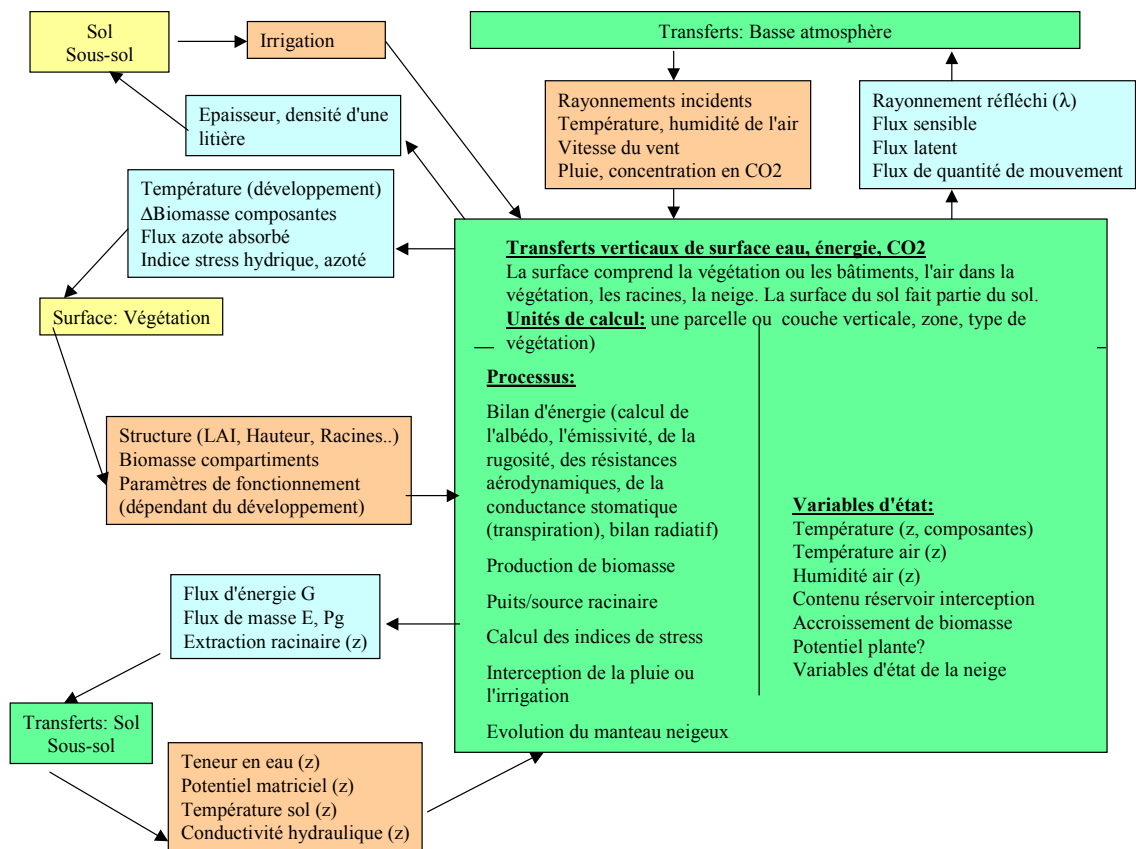 Sol
Sous-sol
Irrigation
Transferts: Basse atmosphère
Epaisseur, densité d'une
litière
Rayonnements incidents
Température, humidité de l'air
Vitesse du vent
Pluie, concentration en CO2
Rayonnement réfléchi (λ)
Flux sensible
Flux latent
Flux de quantité de mouvement
Température (développement)
ΔBiomasse composantes
Flux azote absorbé
Indice stress hydrique, azoté
Surface: Végétation
Structure (LAI, Hauteur, Racines..)
Biomasse compartiments
Paramètres de fonctionnement
(dépendant du développement)
Flux d'énergie G
Flux de masse E, Pg
Extraction racinaire (z)
Transferts: Sol
Sous-sol
Teneur en eau (z)
Potentiel matriciel (z)
Température sol (z)
Conductivité hydraulique (z)
Transferts verticaux de surface eau, énergie, CO2
La surface comprend la végétation ou les bâtiments, l'air dans la
végétation, les racines, la neige. La surface du sol fait partie du sol.
Unités de calcul: une parcelle ou couche verticale, zone, type de
végétation)
Processus:
Bilan d'énergie (calcul de
l'albédo, l'émissivité, de la
rugosité, des résistances
aérodynamiques, de la
conductance stomatique
(transpiration), bilan radiatif)
Production de biomasse
Puits/source racinaire
Calcul des indices de stress
Interception de la pluie ou
l'irrigation
Evolution du manteau neigeux
Variables d'état:
Température (z, composantes)
Température air (z)
Humidité air (z)
Contenu réservoir interception
Accroissement de biomasse
Potentiel plante?
Variables d'état de la neige